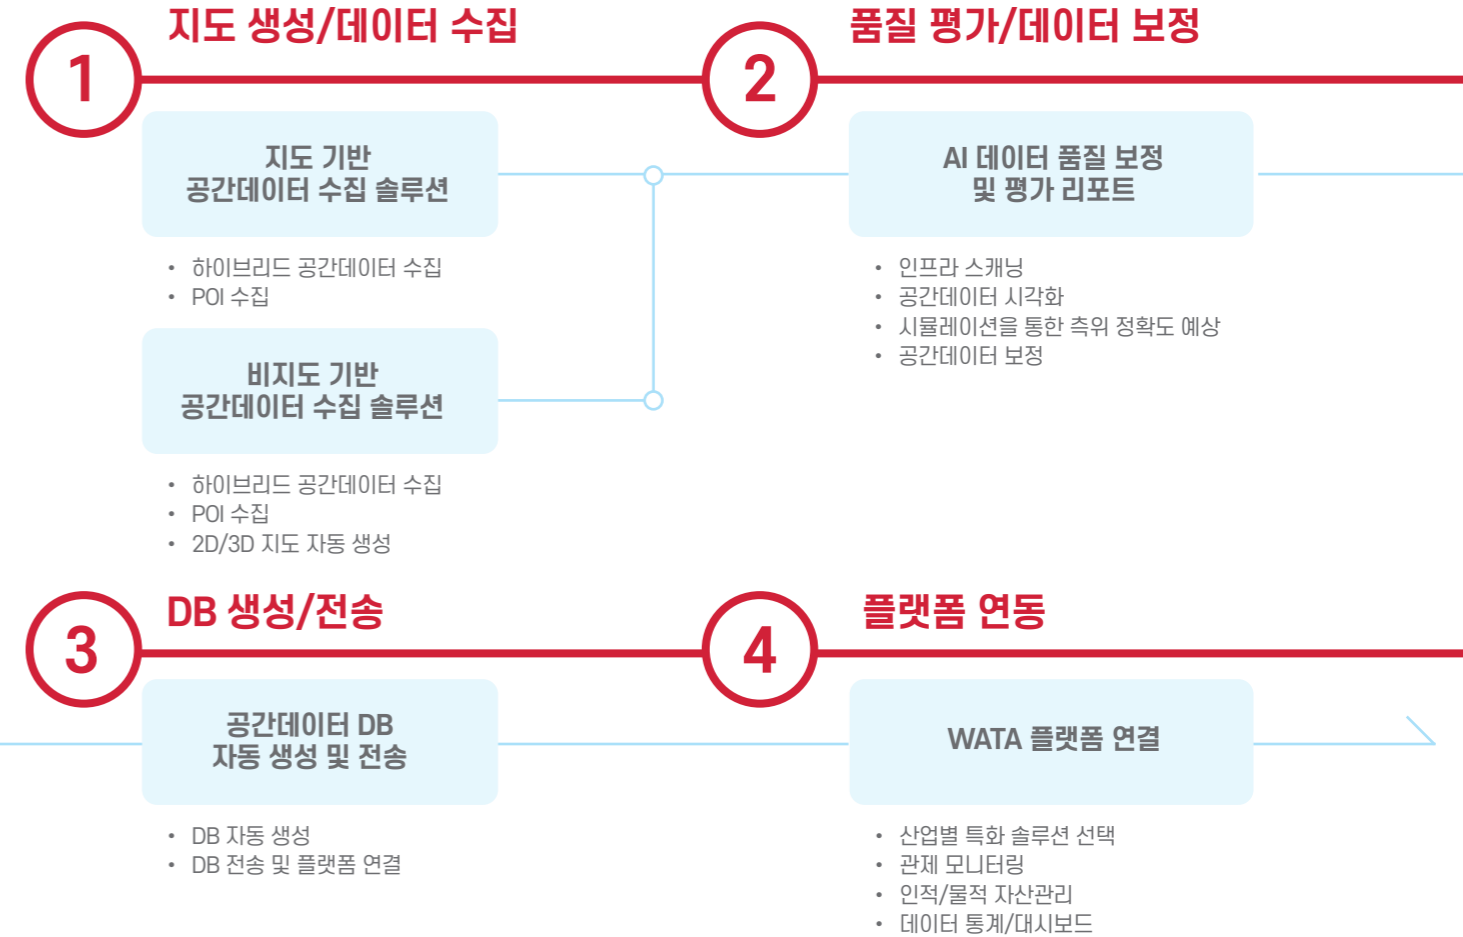 1
지도 생성/데이터 수집
지도 기반
공간데이터 수집 솔루션
• 하이브리드 공간데이터 수집
• POI 수집
비지도 기반
공간데이터 수집 솔루션
• 하이브리드 공간데이터 수집
• POI 수집
• 2D/3D 지도 자동 생성
2
품질 평가/데이터 보정
AI 데이터 품질 보정
및 평가 리포트
• 인프라 스캐닝
• 공간데이터 시각화
• 시뮬레이션을 통한 측위 정확도 예상
• 공간데이터 보정
3
DB 생성/전송
공간데이터 DB
자동 생성 및 전송
• DB 자동 생성
• DB 전송 및 플랫폼 연결
4
플랫폼 연동
WATA 플랫폼 연결
• 산업별 특화 솔루션 선택
• 관제 모니터링
• 인적/물적 자산관리
• 데이터 통계/대시보드